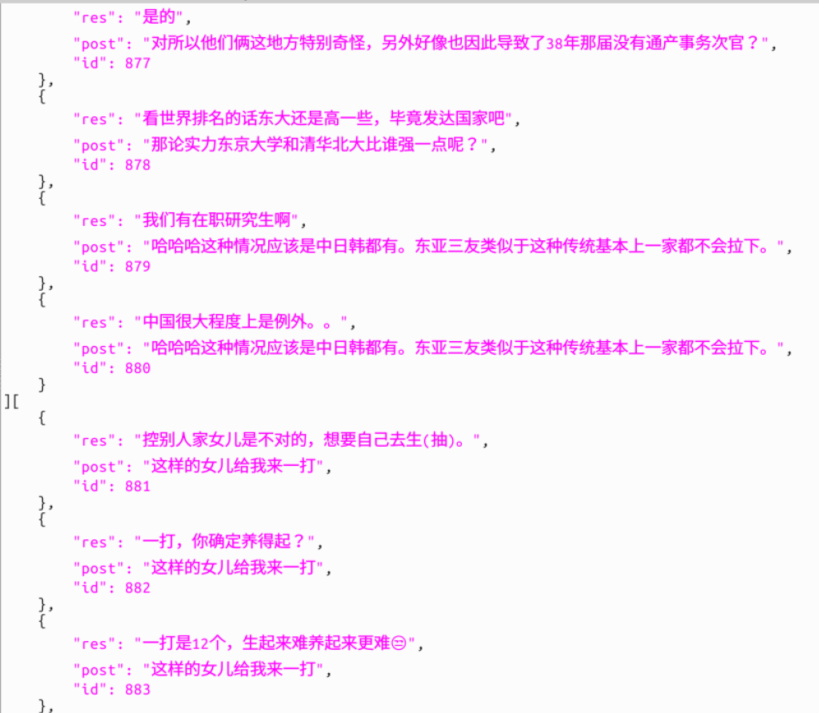 "res": "是的",
"post": "对所以他们俩这地方特别奇怪，另外好像也因此导致了38年那届没有通产事务次官？",
"id": 877
},
{
"res": "看世界排名的话东大还是高一些，毕竟发达国家吧",
"post": "那论实力东京大学和清华北大比谁强一点呢？",
"id": 878
},
{
"res": "我们有在职研究生啊",
"post": "哈哈哈这种情况应该是中日韩都有。东亚三友类似于这种传统基本上一家都不会拉下。",
"id": 879
},
{
"res": "中国很大程度上是例外。。",
"post": "哈哈哈这种情况应该是中日韩都有。东亚三友类似于这种传统基本上一家都不会拉下。",
"id": 880
}
][
{
"res": "控别人家女儿是不对的，想要自己去生(抽)。",
"post": "这样的女儿给我来一打",
"id": 881
},
{
"res": "一打，你确定养得起？",
"post": "这样的女儿给我来一打",
"id": 882
},
{
"res": "一打是12个，生起来难养起来更难😒",
"post": "这样的女儿给我来一打",
"id": 883
},